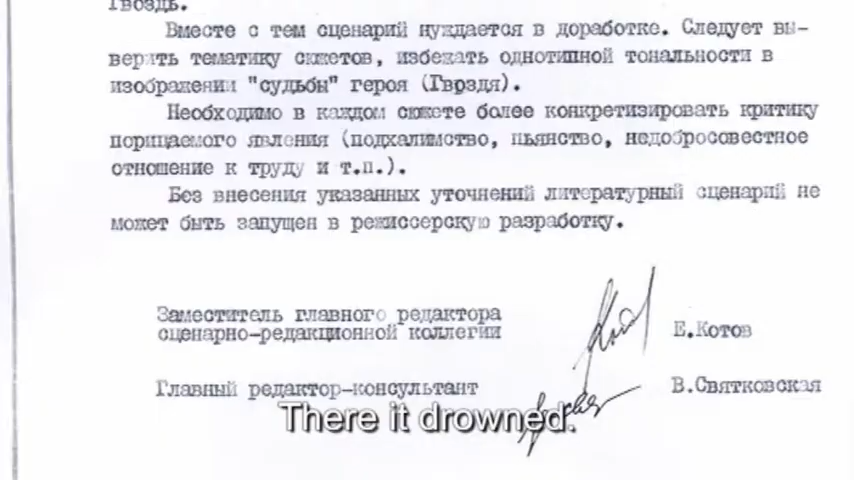 Гвоздь.
Вместе с тем сценарий нуждается в доработке. Следует вы-
верить тематику сюжетов, избежать однотипной тональности в
изображении "судьбы" героя (Гвоздя).
Необходимо в каждом сюжете более конкретизировать критику
порицаемого явления (подхалимство, пьянство, недобросовестное
отношение к труду и т.п.).
Без внесения указанных уточнений литературный сценарий не
может быть запущен в режиссерскую разработку.
Заместитель главного редактора
сценарно-редакционной коллегии
Е.Котов
Главный редактор-консультант
В.Святковская
There it drowned.